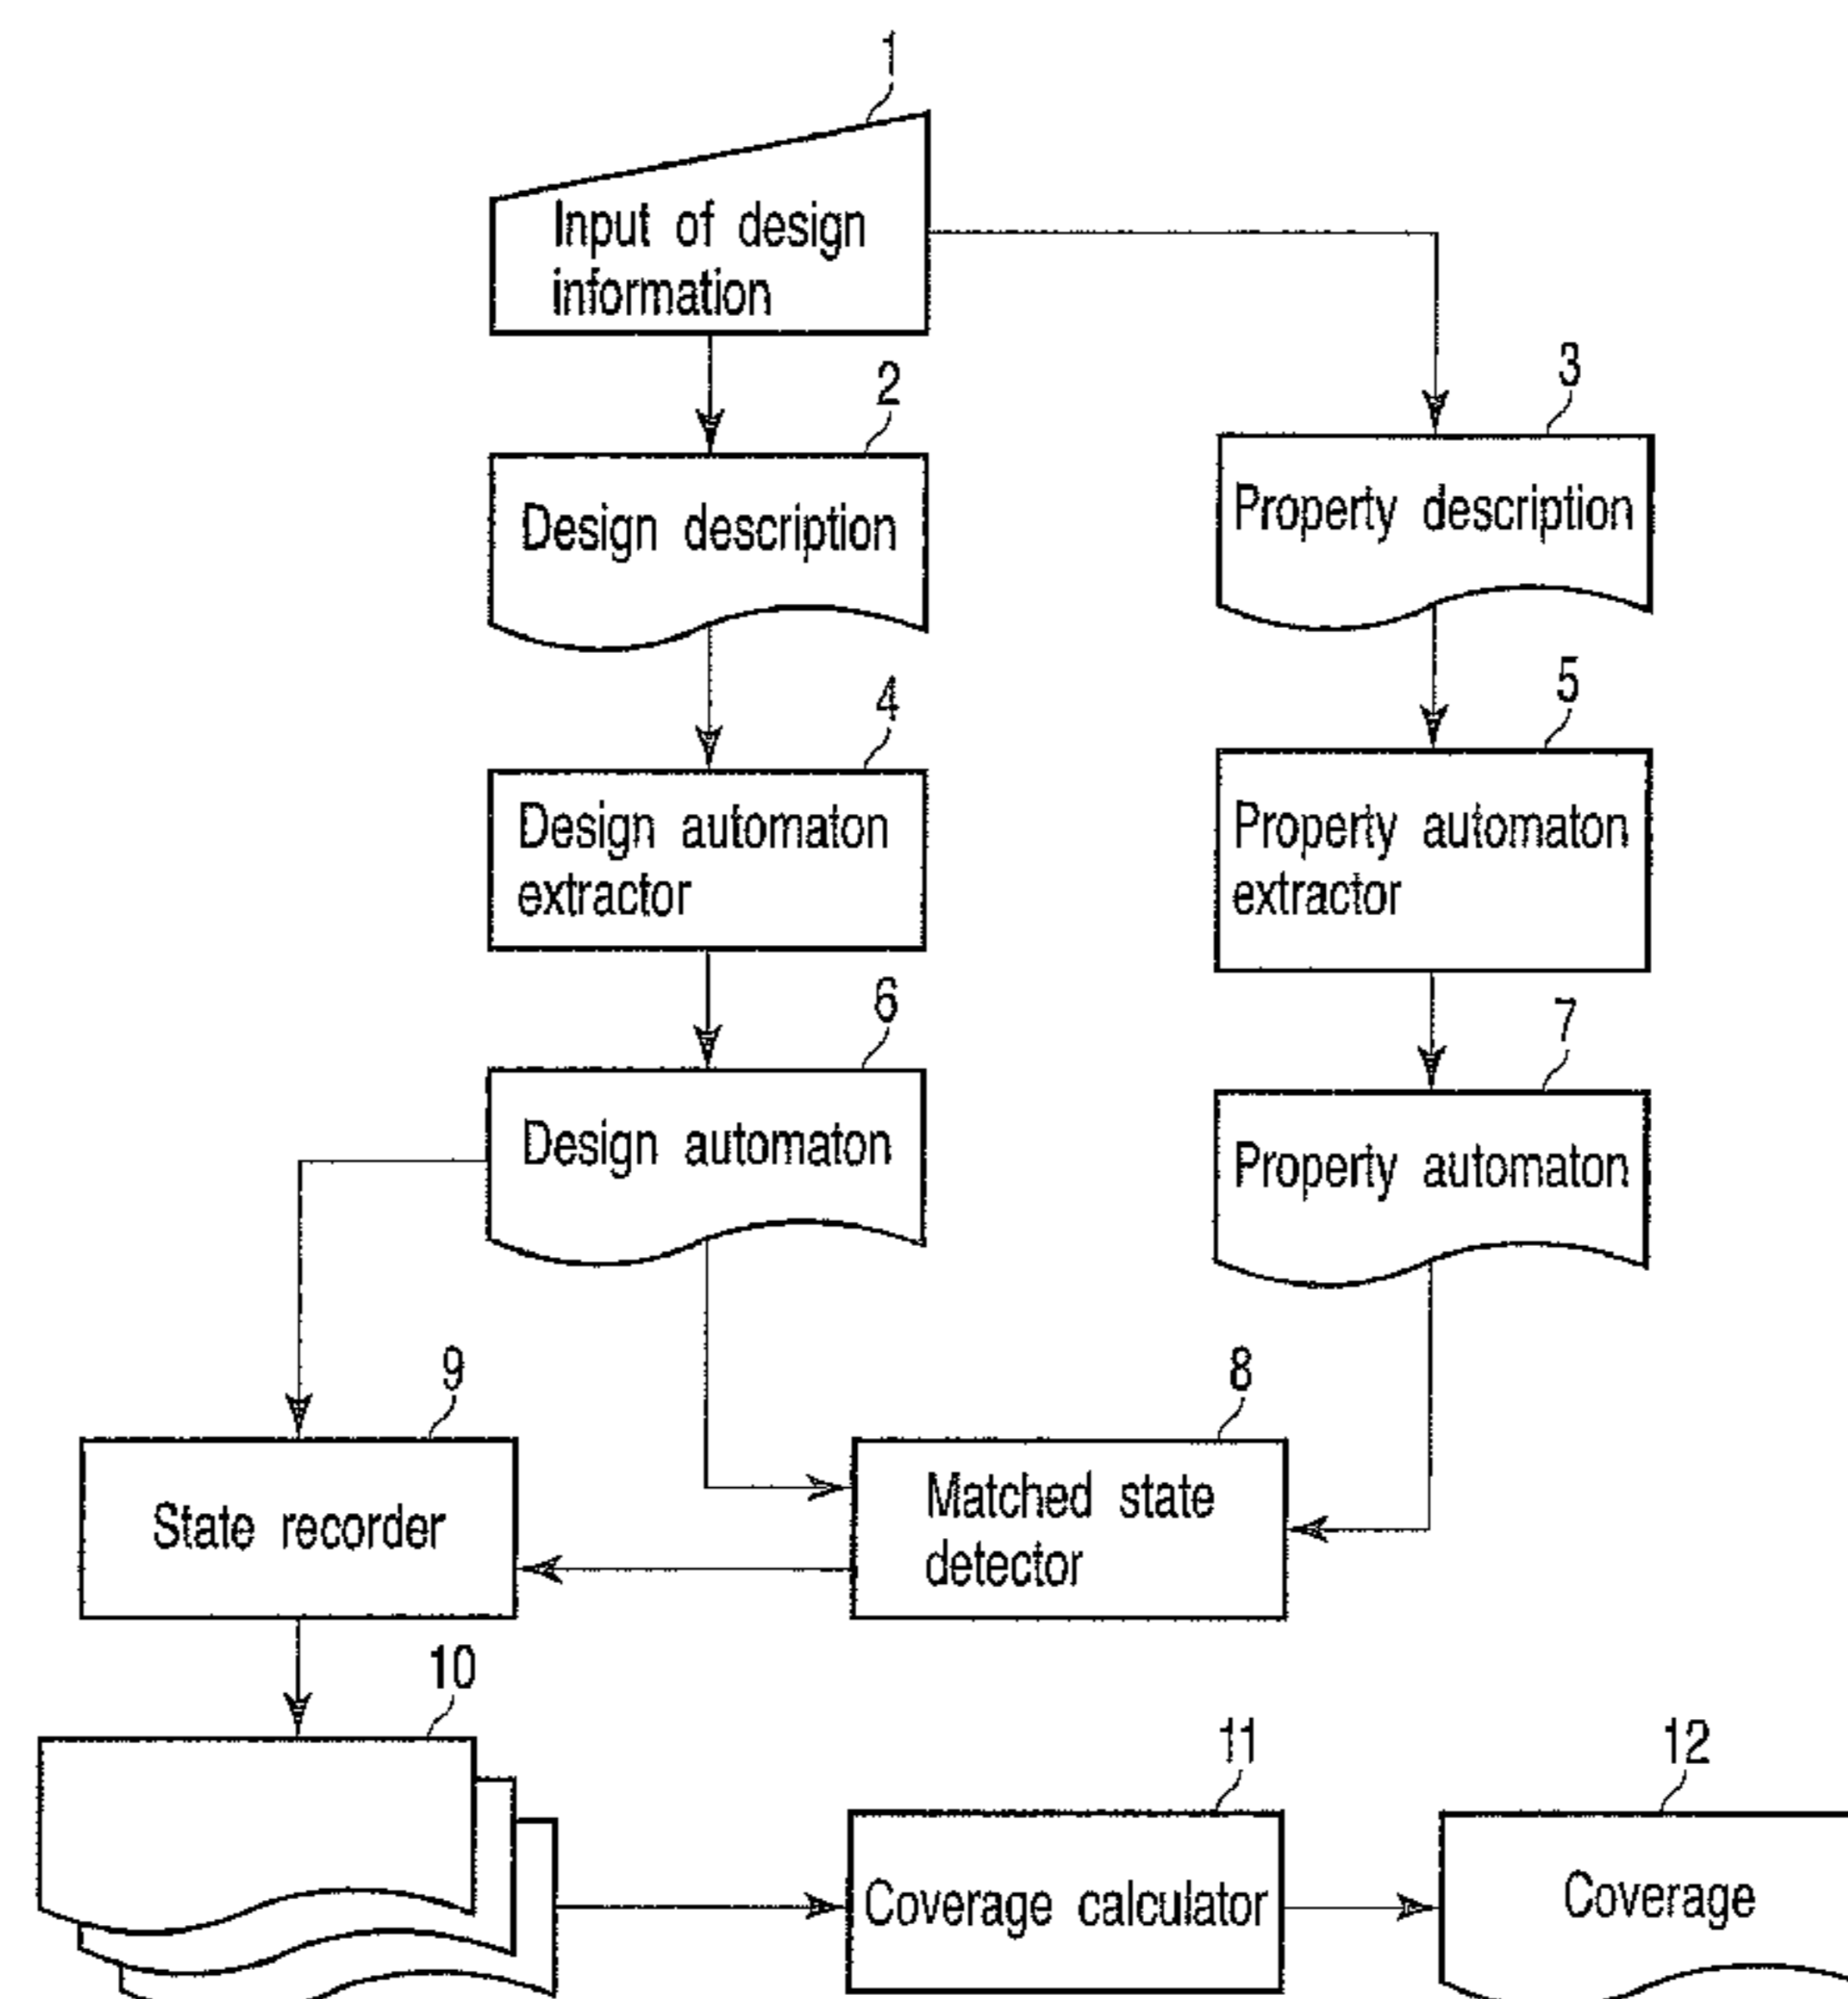 1
Input of design
information
2
3
Design description
Property description
4
5
Design automaton
extractor
Property automaton
extractor
6
7
Design automaton
Property automaton
9
8
State recorder
Matched state
detector
10
11
12
Coverage calculator
Coverage